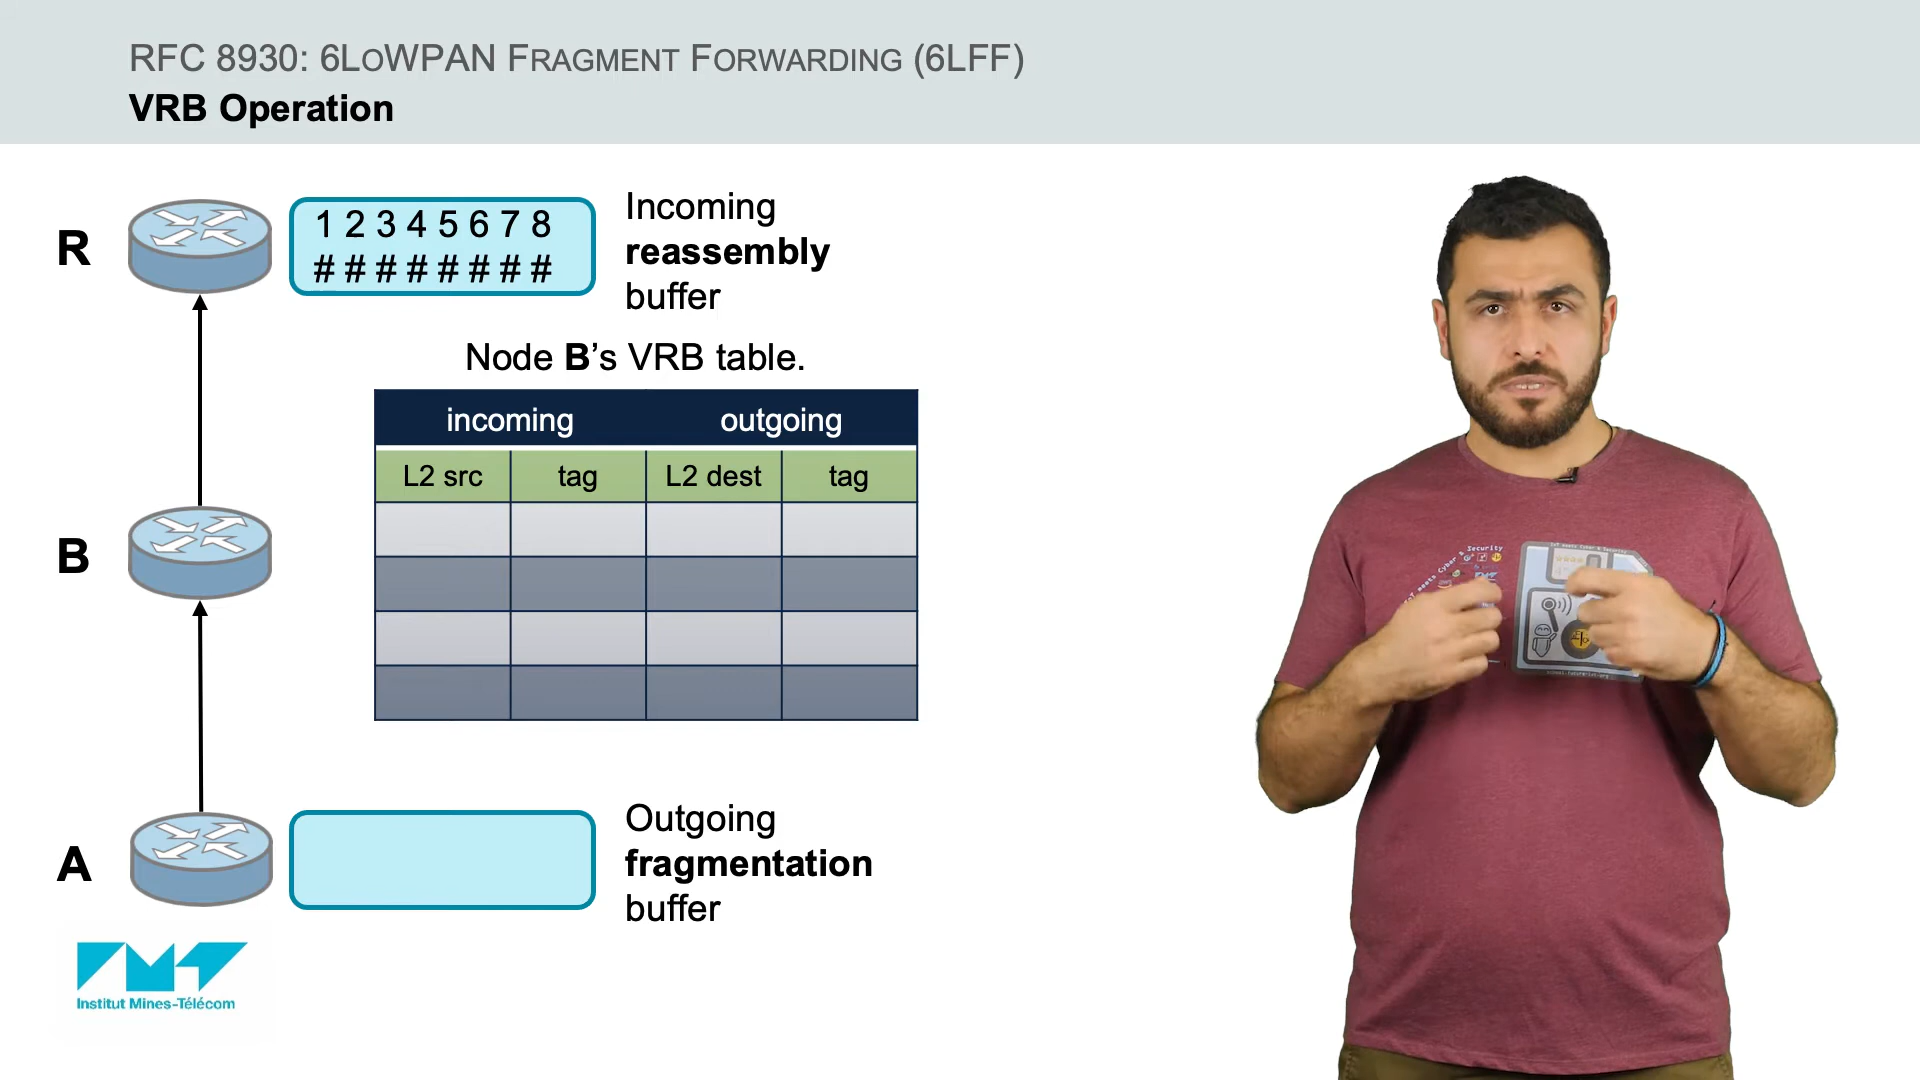 RFC 8930: 6LoWPAN Fragment Forwarding (6LFF)
VRB Operation
R
1 2 3 4 5 6 7 8
# # # # # # # #
Incoming
reassembly
buffer
Node B's VRB table.
incoming outgoing
L2 src tag L2 dest tag
B
A
Outgoing
fragmentation
buffer
Institut Mines-Télécom